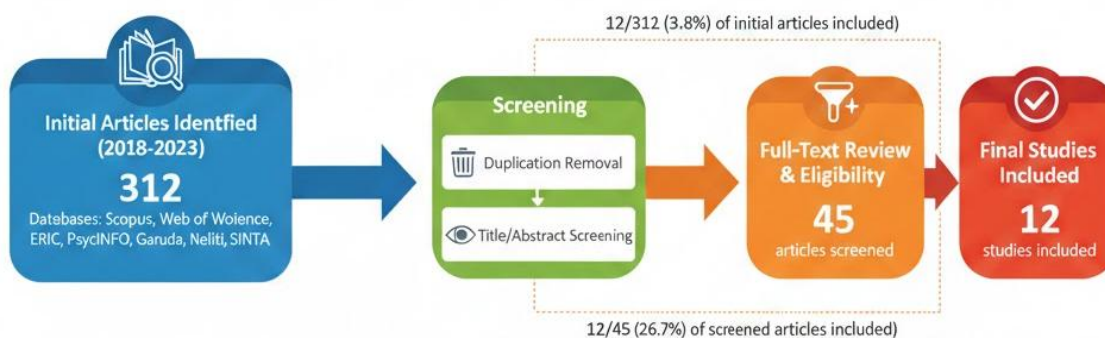 12/312 (3.8%) of initial articles included)
Initial Articles Identfied
(2018-2023)
312
Datebases: Scopus, Web of Woience,
ERIC, PsyclNFO, Garuda, Neliti, SINTA
Screening
Duplication Removal
Title/Abstract Screening
Full-Text Review
& Eligibility
45
articles screened
Final Studies
Included
12
studies included
12/45 (26.7%) of screened articles included)